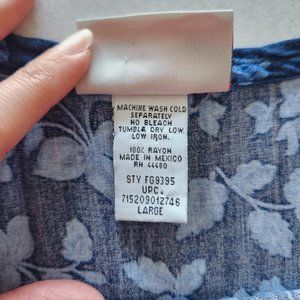 MACHINE WASH COLD
SEPARATELY
NO BLEACH
TUMBLE DRY LOW.
LOW IRON.
100% RAYON
MADE IN MEXICO
RN 44480
STY FG9395
UPC
715209012746
LARGE